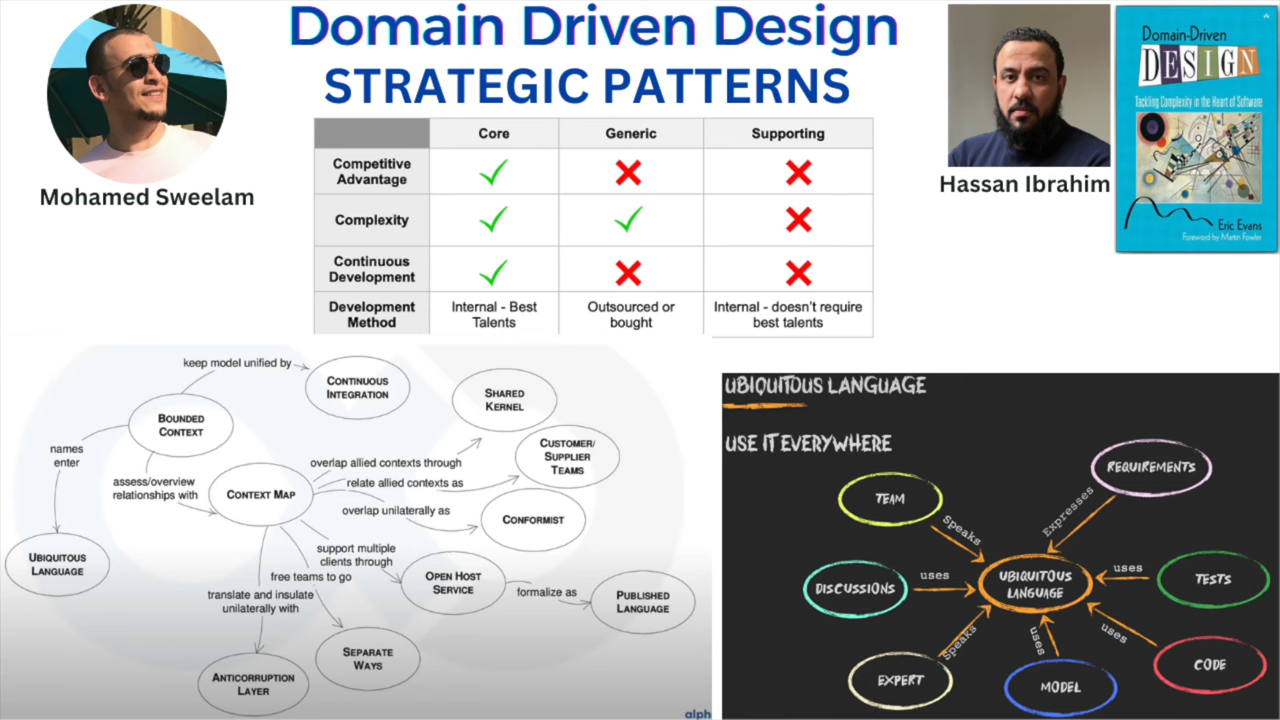 Domain Driven Design
STRATEGIC PATTERNS
Mohamed Sweelam
Hassan Ibrahim
Domain-Driven
DESIGN
Tackling Complexity in the Heart of Software
Eric Evans
Foreword by Martin Fowler
Core Generic Supporting
Competitive
Advantage
Complexity
Continuous
Development
Development
Method
Internal - Best
Talents
Outsourced or
bought
Internal - doesn't require
best talents
keep model unified by
CONTINUOUS
INTEGRATION
BOUNDED
CONTEXT
names
enter
assess/overview
relationships with
CONTEXT MAP
UBIQUITOUS
LANGUAGE
overlap allied contexts through
SHARED
KERNEL
relate allied contexts as
CUSTOMER/
SUPPLIER
TEAMS
overlap unilaterally as
CONFORMIST
support multiple
clients through
OPEN HOST
SERVICE
formalize as
PUBLISHED
LANGUAGE
free teams to go
SEPARATE
WAYS
translate and insulate
unilaterally with
ANTICORRUPTION
LAYER
alph
UBIQUITOUS LANGUAGE
USE IT EVERYWHERE
TEAM
Speaks
REQUIREMENTS
Expresses
DISCUSSIONS
uses
UBIQUITOUS
LANGUAGE
uses
TESTS
EXPERT
Speaks
MODEL
uses
CODE
uses